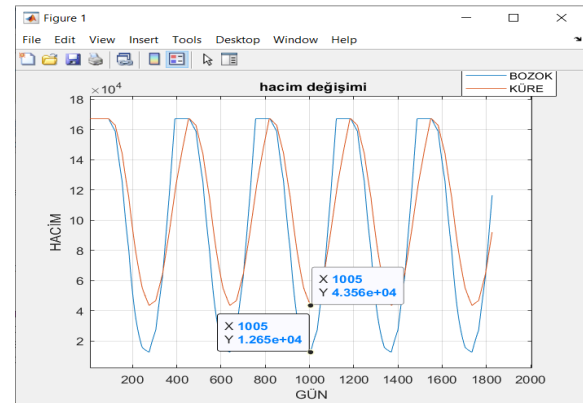 Figure 1
File Edit View Insert Tools Desktop Window Help
hacim değişimi
×10⁴
BOZOK
KÜRE
18
16
14
12
10
8
6
4
2
HACİM
X 1005
Y 4.356e+04
X 1005
Y 1.265e+04
200 400 600 800 1000 1200 1400 1600 1800 2000
GÜN